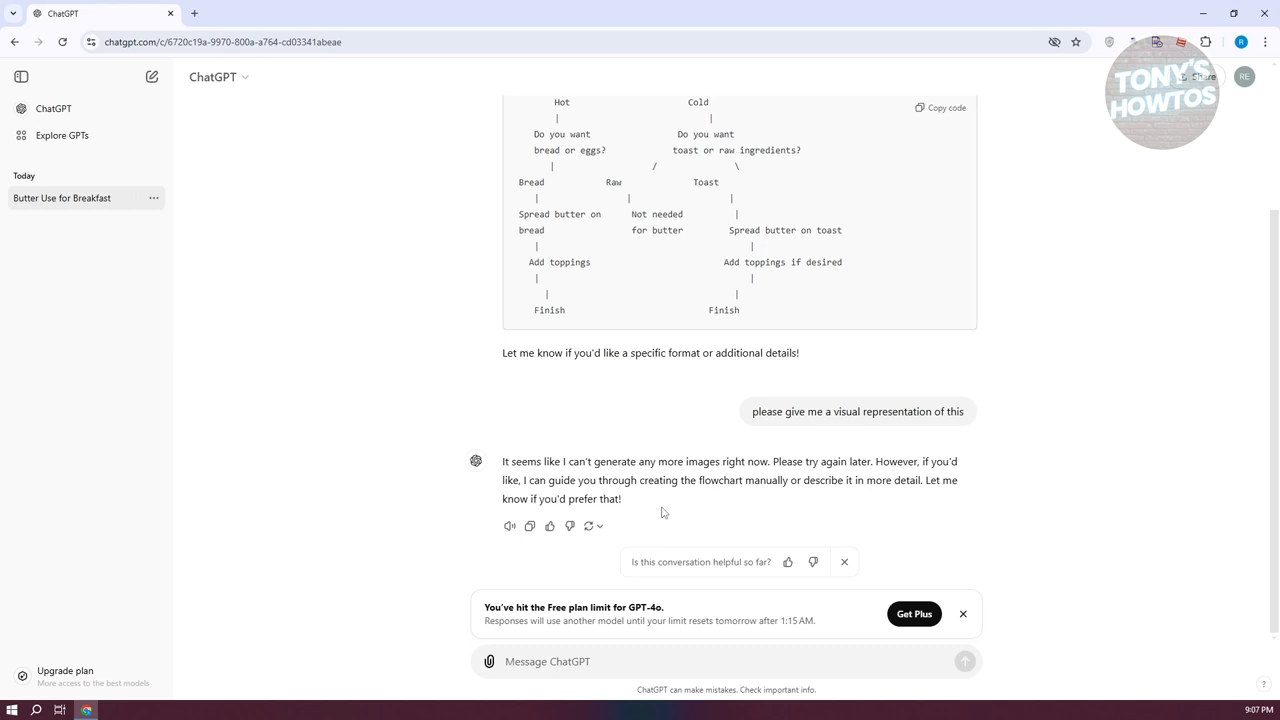 ChatGPT
chatgpt.com/c/6720c19a-9970-800a-a764-cd03341abeae
R
ChatGPT
TONY'S
HOWTOS
Share
RE
ChatGPT
Explore GPTs
Today
Butter Use for Breakfast
Copy code
Hot Cold
| |
Do you want Do you want
bread or eggs? toast or raw ingredients?
| / \
Bread Raw Toast
| | |
Spread butter on Not needed |
bread for butter Spread butter on toast
| |
Add toppings Add toppings if desired
| |
| |
Finish Finish
Let me know if you'd like a specific format or additional details!
please give me a visual representation of this
It seems like I can't generate any more images right now. Please try again later. However, if you'd
like, I can guide you through creating the flowchart manually or describe it in more detail. Let me
know if you'd prefer that!
Is this conversation helpful so far?
You've hit the Free plan limit for GPT-4o.
Responses will use another model until your limit resets tomorrow after 1:15 AM.
Get Plus
Message ChatGPT
ChatGPT can make mistakes. Check important info.
?
Upgrade plan
More access to the best models
9:07 PM